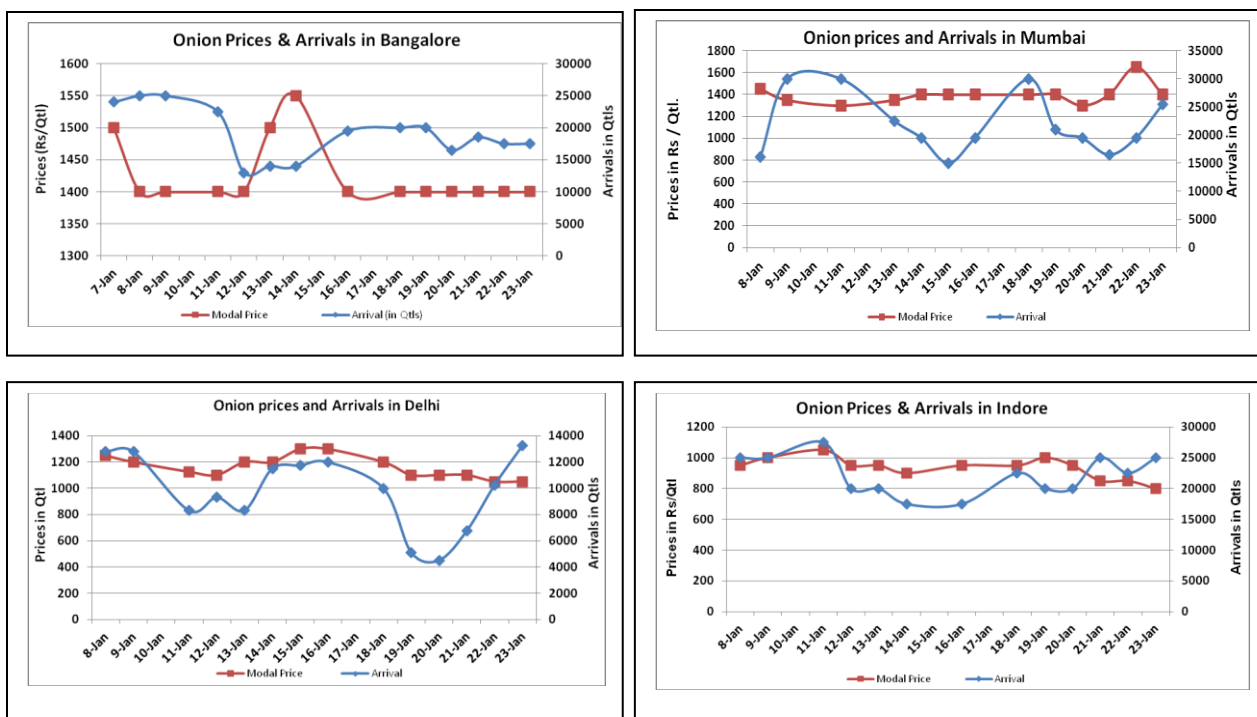 Onion Prices & Arrivals in Bangalore
Prices (Rs/Qtl)
1600
1550
1500
1450
1400
1350
1300
30000
25000
20000
15000
10000
5000
0
Arrivals in Qtls
7-Jan
8-Jan
9-Jan
10-Jan
11-Jan
12-Jan
13-Jan
14-Jan
15-Jan
16-Jan
17-Jan
18-Jan
19-Jan
20-Jan
21-Jan
22-Jan
23-Jan
Modal Price
Arrival (in Qtls)
Onion prices and Arrivals in Mumbai
Prices in Rs / Qtl.
1800
1600
1400
1200
1000
800
600
400
200
0
35000
30000
25000
20000
15000
10000
5000
0
Arrivals in Qtls
8-Jan
9-Jan
10-Jan
11-Jan
12-Jan
13-Jan
14-Jan
15-Jan
16-Jan
17-Jan
18-Jan
19-Jan
20-Jan
21-Jan
22-Jan
23-Jan
Modal Price
Arrival
Onion prices and Arrivals in Delhi
Prices in Qtl
1400
1200
1000
800
600
400
200
0
14000
12000
10000
8000
6000
4000
2000
0
Arrivals in Qtls
8-Jan
9-Jan
10-Jan
11-Jan
12-Jan
13-Jan
14-Jan
15-Jan
16-Jan
17-Jan
18-Jan
19-Jan
20-Jan
21-Jan
22-Jan
23-Jan
Modal Price
Arrival
Onion Prices & Arrivals in Indore
Prices in Rs/Qtl
1200
1000
800
600
400
200
0
30000
25000
20000
15000
10000
5000
0
Arrivals in Qtls
8-Jan
9-Jan
10-Jan
11-Jan
12-Jan
13-Jan
14-Jan
15-Jan
16-Jan
17-Jan
18-Jan
19-Jan
20-Jan
21-Jan
22-Jan
23-Jan
Modal Price
Arrival